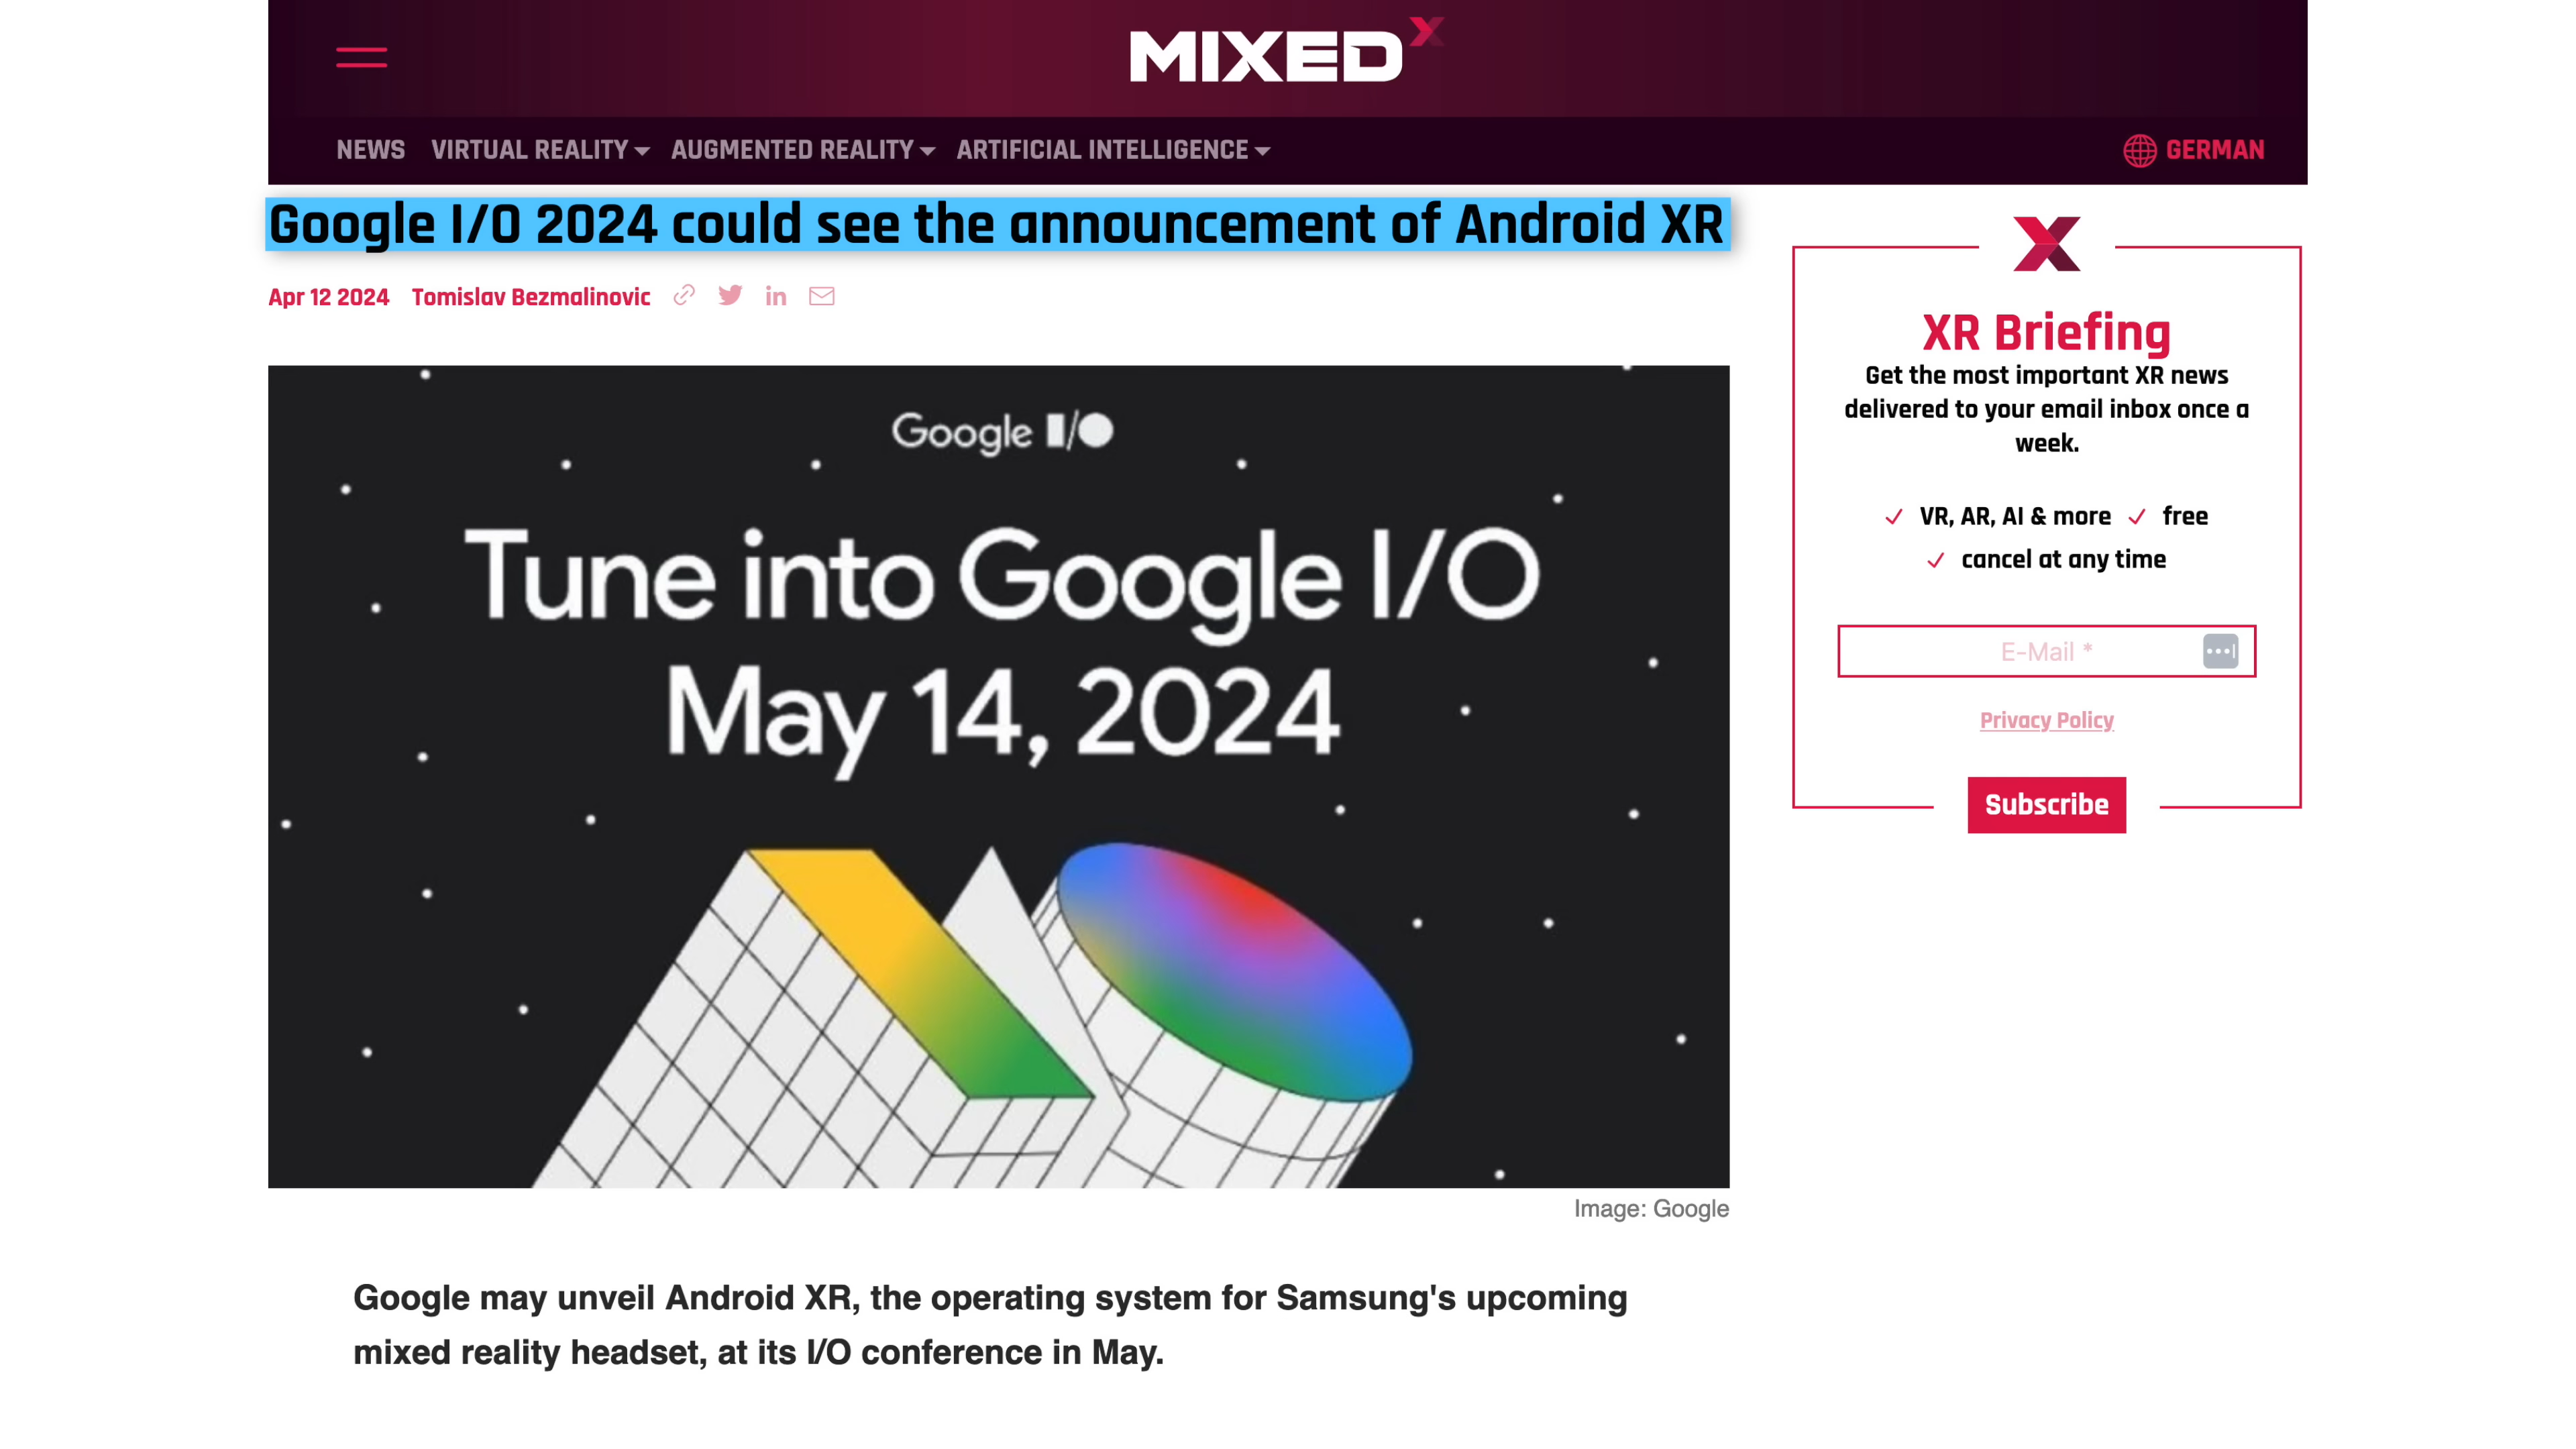 MIXED
NEWS VIRTUAL REALITY AUGMENTED REALITY ARTIFICIAL INTELLIGENCE GERMAN
Google I/O 2024 could see the announcement of Android XR
Apr 12 2024 Tomislav Bezmalinovic in
Google I/O
Tune into Google I/O
May 14, 2024
Image: Google
Google may unveil Android XR, the operating system for Samsung's upcoming
mixed reality headset, at its I/O conference in May.
XR Briefing
Get the most important XR news
delivered to your email inbox once a
week.
VR, AR, AI & more free
cancel at any time
E-Mail *
Privacy Policy
Subscribe